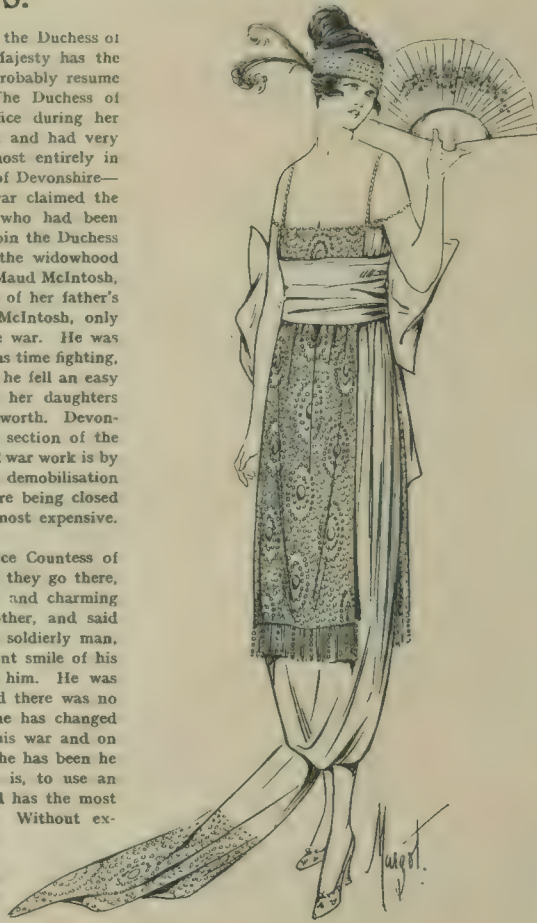 the Duchess of
Majesty has the
robably resume
The Duchess of
ice during her
and had very
nost entirely in
of Devonshire—
ar claimed the
who had been
oin the Duchess
the widowhood
Maud McIntosh,
of her father's
McIntosh, only
e war. He was
as time fighting,
he fell an easy
her daughters
worth. Devon-
section of the
war work is by
demobilisation
re being closed
most expensive.
ce Countess of
they go there,
and charming
ther, and said
soldierly man,
nt smile of his
him. He was
d there was no
he has changed
his war and on
he has been he
is, to use an
l has the most
Without ex-
Margot.